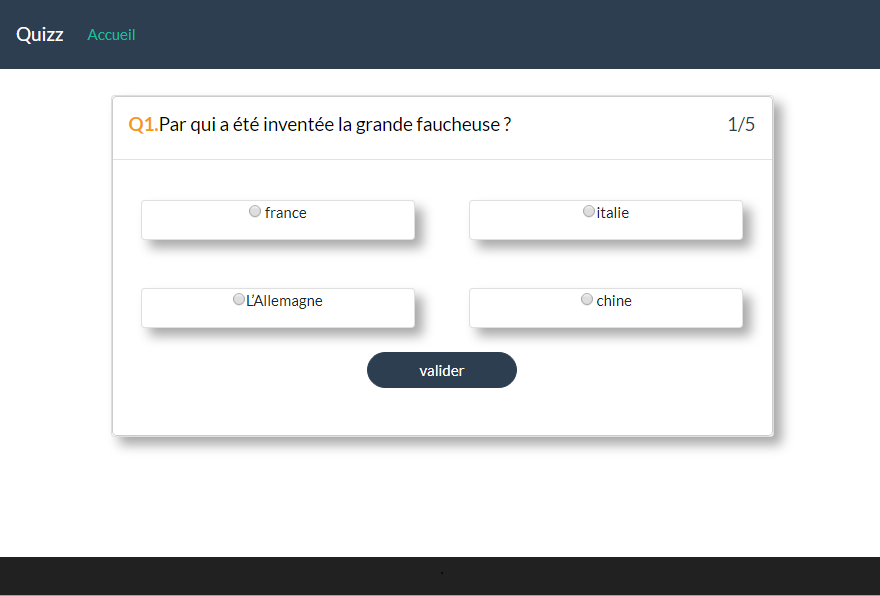 Quizz Accueil
Q1.Par qui a été inventée la grande faucheuse ? 1/5
france
italie
L'Allemagne
chine
valider
.